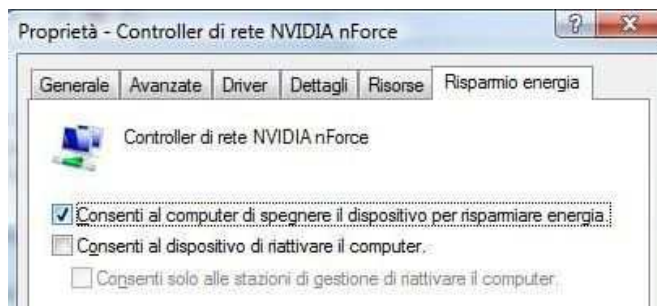 Proprietà - Controller di rete NVIDIA nForce
Generale Avanzate Driver Dettagli Risorse Risparmio energia
Controller di rete NVIDIA nForce
Consenti al computer di spegnere il dispositivo per risparmiare energia.
Consenti al dispositivo di riattivare il computer.
Consenti solo alle stazioni di gestione di riattivare il computer.